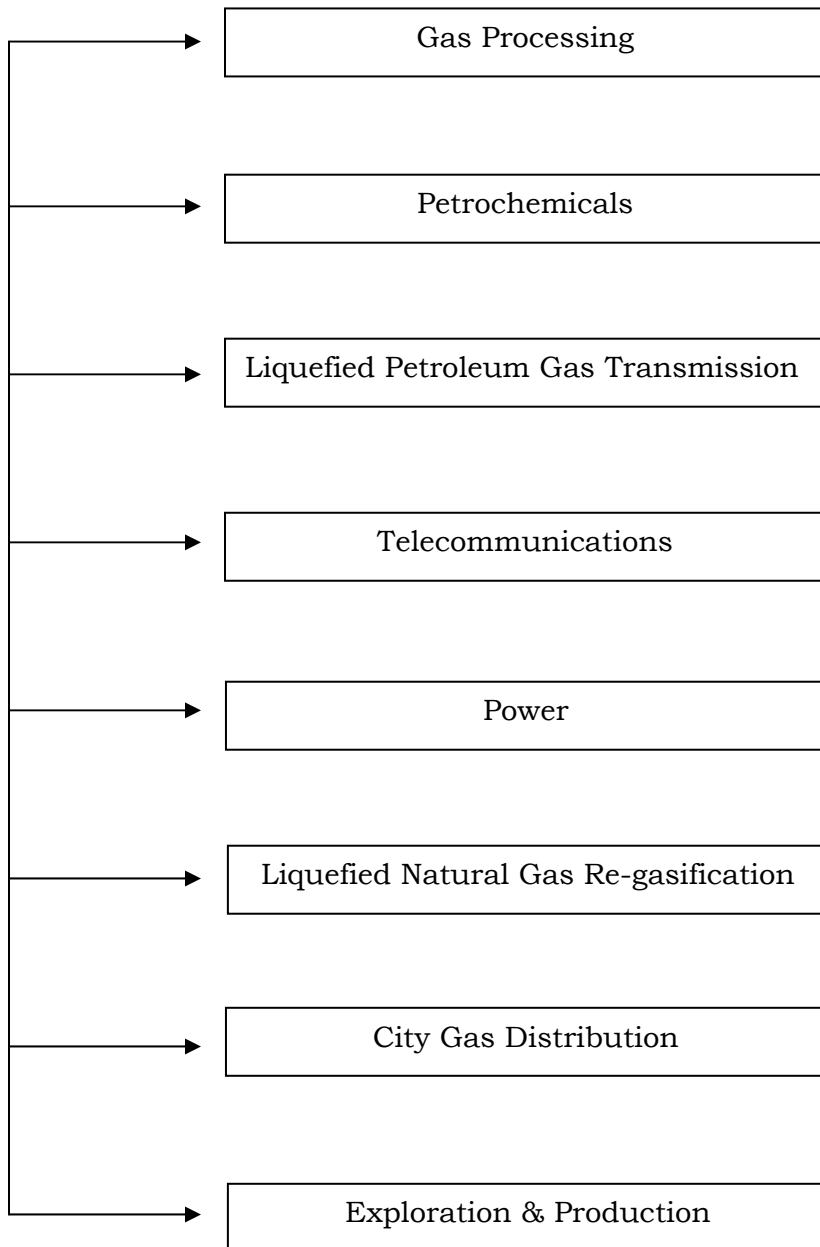 Gas Processing
Petrochemicals
Liquefied Petroleum Gas Transmission
Telecommunications
Power
Liquefied Natural Gas Re-gasification
City Gas Distribution
Exploration & Production